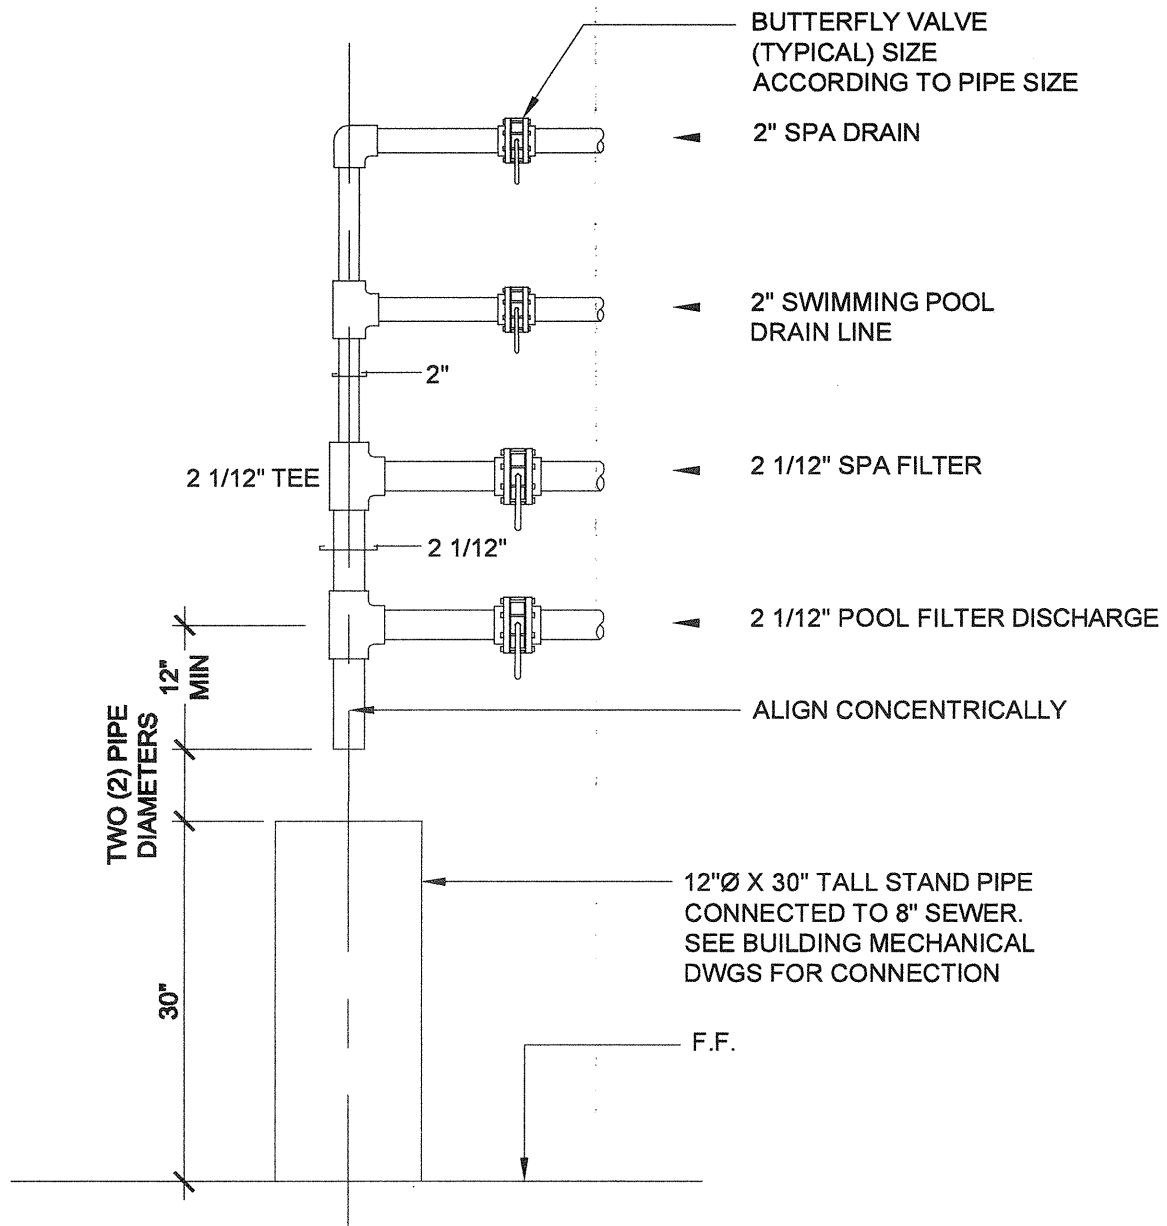 BUTTERFLY VALVE
(TYPICAL) SIZE
ACCORDING TO PIPE SIZE
2" SPA DRAIN
2" SWIMMING POOL
DRAIN LINE
2"
2 1/12" TEE
2 1/12" SPA FILTER
2 1/12"
2 1/12" POOL FILTER DISCHARGE
12"
MIN
ALIGN CONCENTRICALLY
TWO (2) PIPE
DIAMETERS
12"Ø X 30" TALL STAND PIPE
CONNECTED TO 8" SEWER.
SEE BUILDING MECHANICAL
DWGS FOR CONNECTION
30"
F.F.